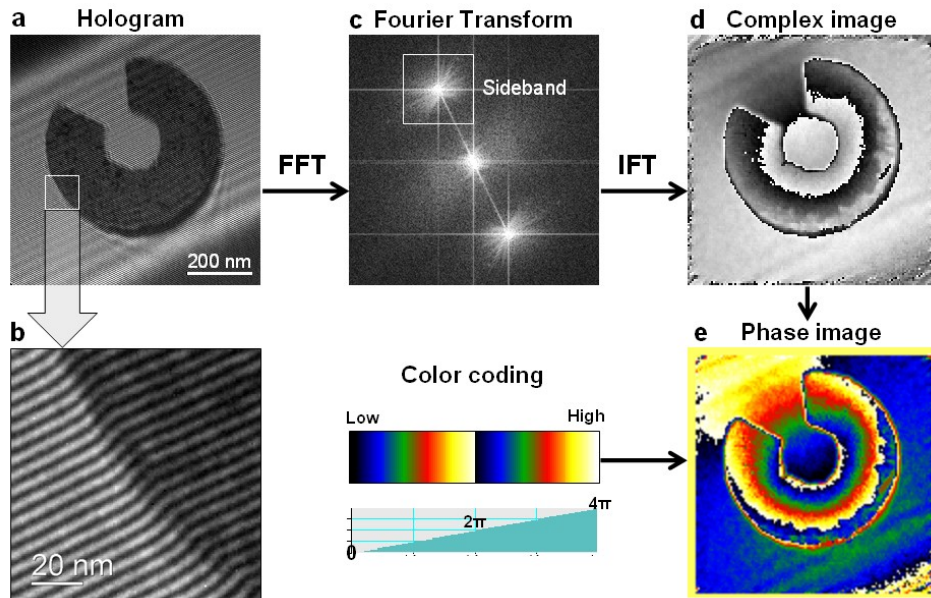 a Hologram
c Fourier Transform
d Complex image
Sideband
FFT
IFT
200 nm
b
e Phase image
Color coding
Low
High
4π
2π
0
20 nm